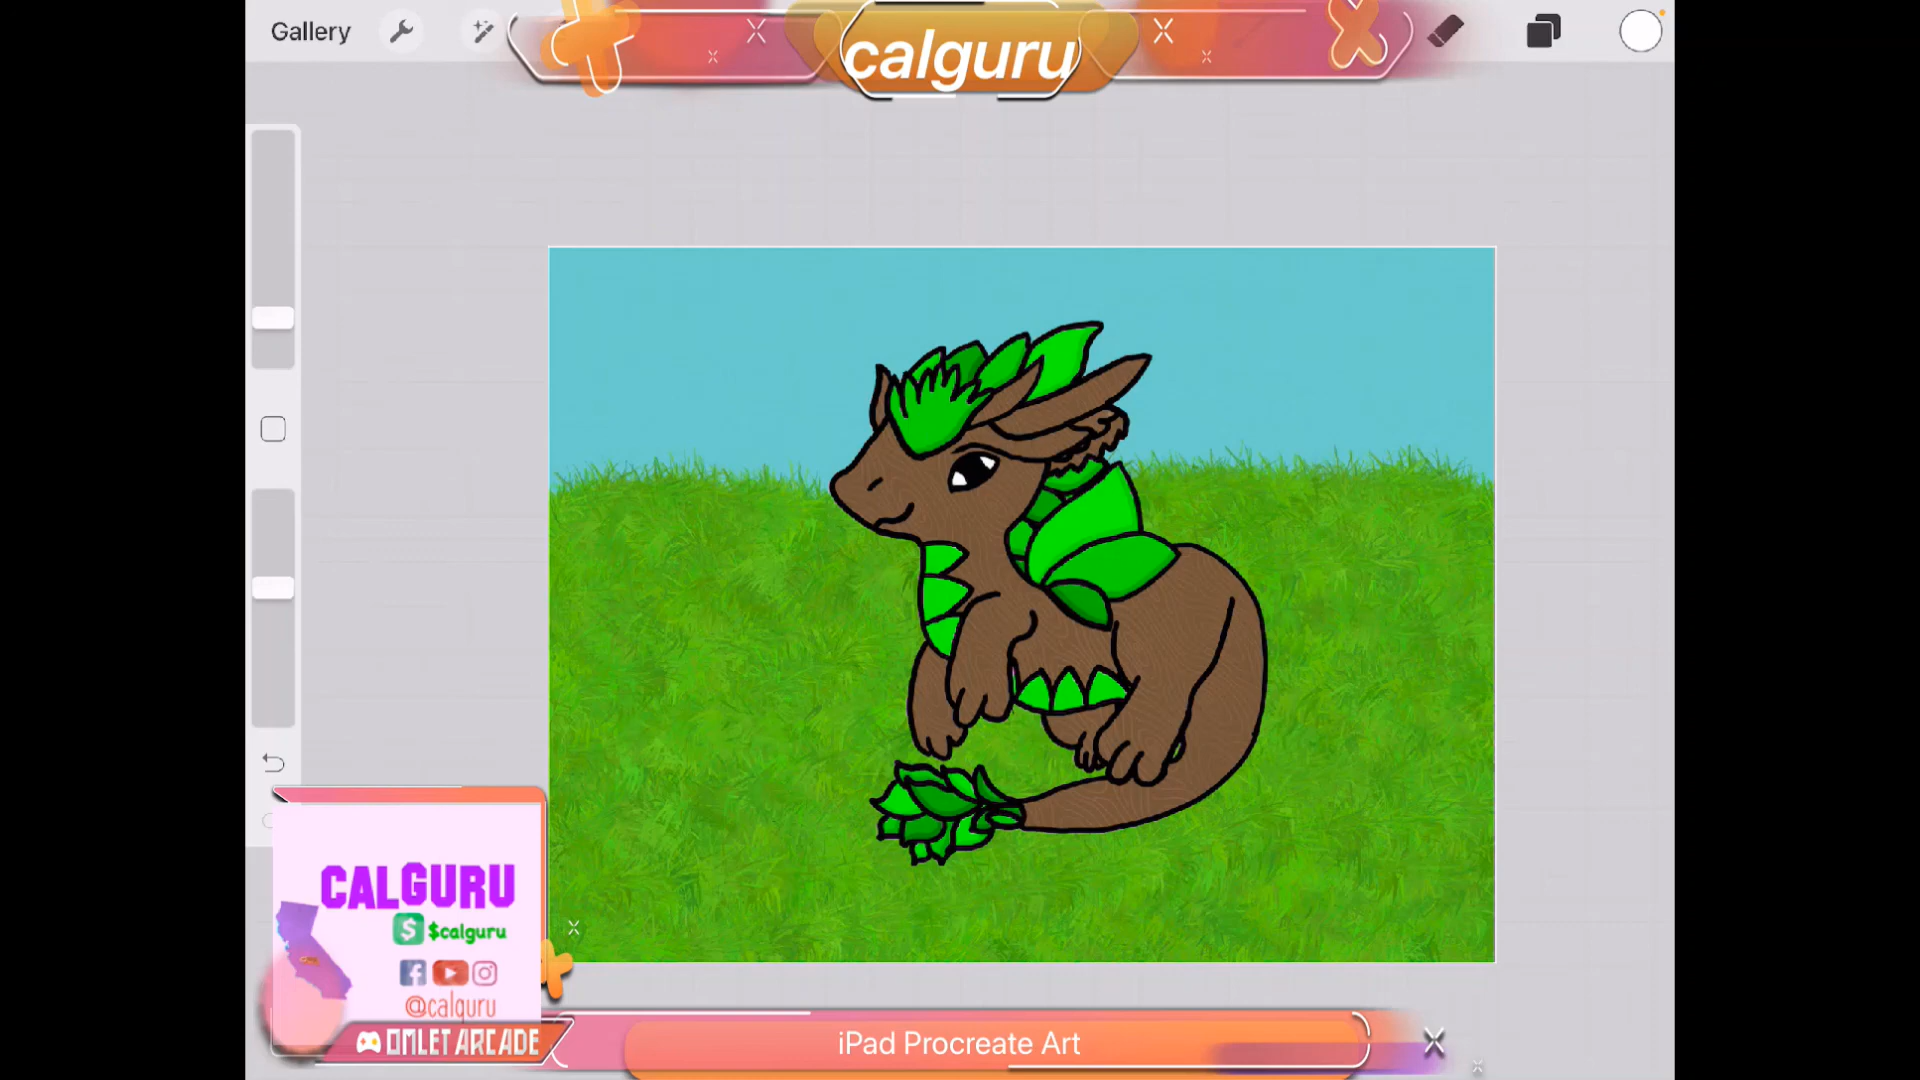 Gallery
calguru
CALGURU
$ $calguru
@calguru
OMLET ARCADE
iPad Procreate Art